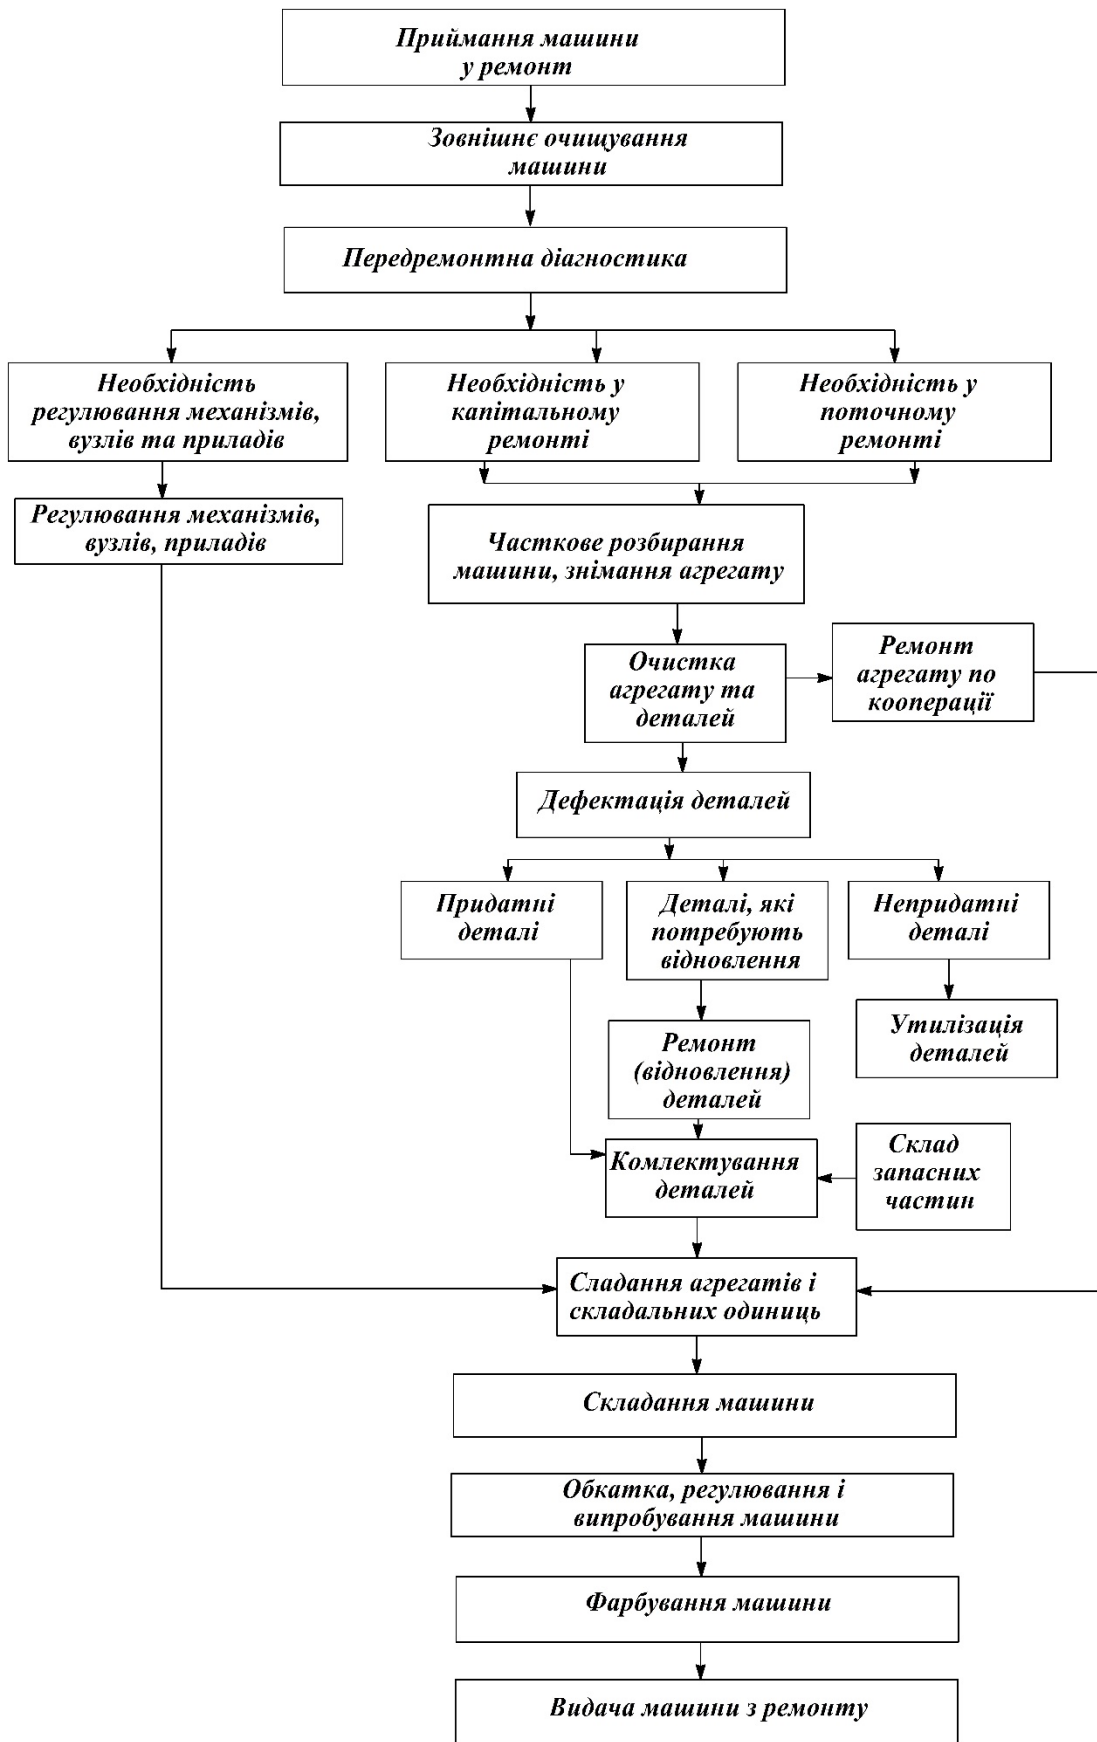 Приймання машини
у ремонт
Зовнішнє очищування
машини
Передремонтна діагностика
Необхідність
регулювання механізмів,
вузлів та приладів
Необхідність у
капітальному
ремонті
Необхідність у
поточному
ремонті
Регулювання механізмів,
вузлів, приладів
Часткове розбирання
машини, знімання агрегату
Очистка
агрегату та
деталей
Ремонт
агрегату по
кооперації
Дефектація деталей
Придатні
деталі
Деталі, які
потребують
відновлення
Непридатні
деталі
Утилізація
деталей
Ремонт
(відновлення)
деталей
Комлектування
деталей
Склад
запасних
частин
Сладання агрегатів і
складальних одиниць
Складання машини
Обкатка, регулювання і
випробування машини
Фарбування машини
Видача машини з ремонту